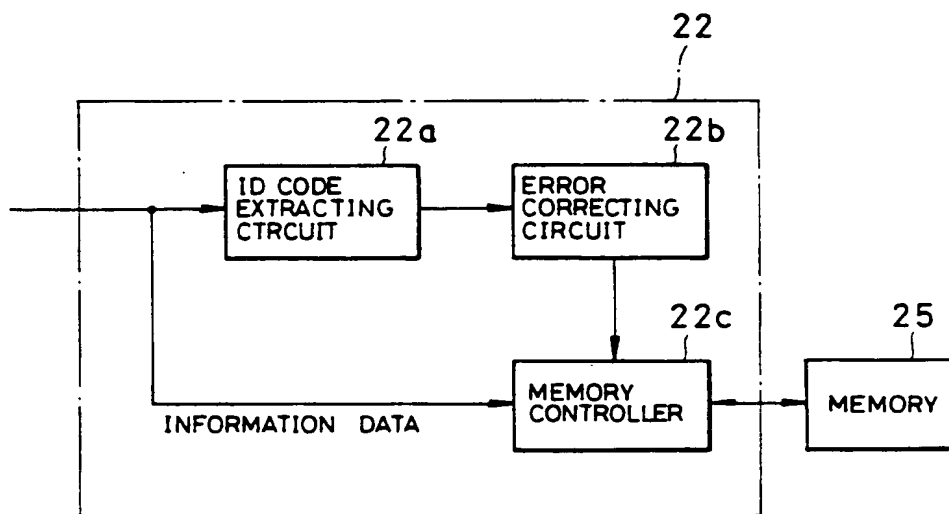 22
22a
22b
ID CODE
EXTRACTING
CTRCUIT
ERROR
CORRECTING
CIRCUIT
22c
25
MEMORY
CONTROLLER
MEMORY
INFORMATION DATA